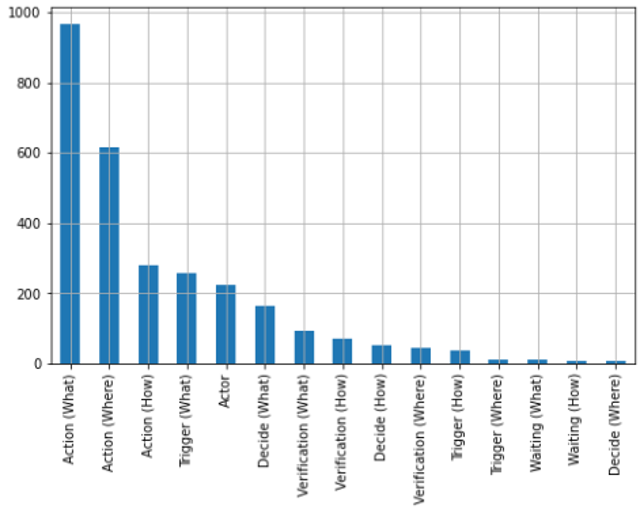 1000
800
600
400
200
0
Action (What)
Action (Where)
Action (How)
Trigger (What)
Actor
Decide (What)
Verification (What)
Verification (How)
Decide (How)
Verification (Where)
Trigger (How)
Trigger (Where)
Waiting (What)
Waiting (How)
Decide (Where)